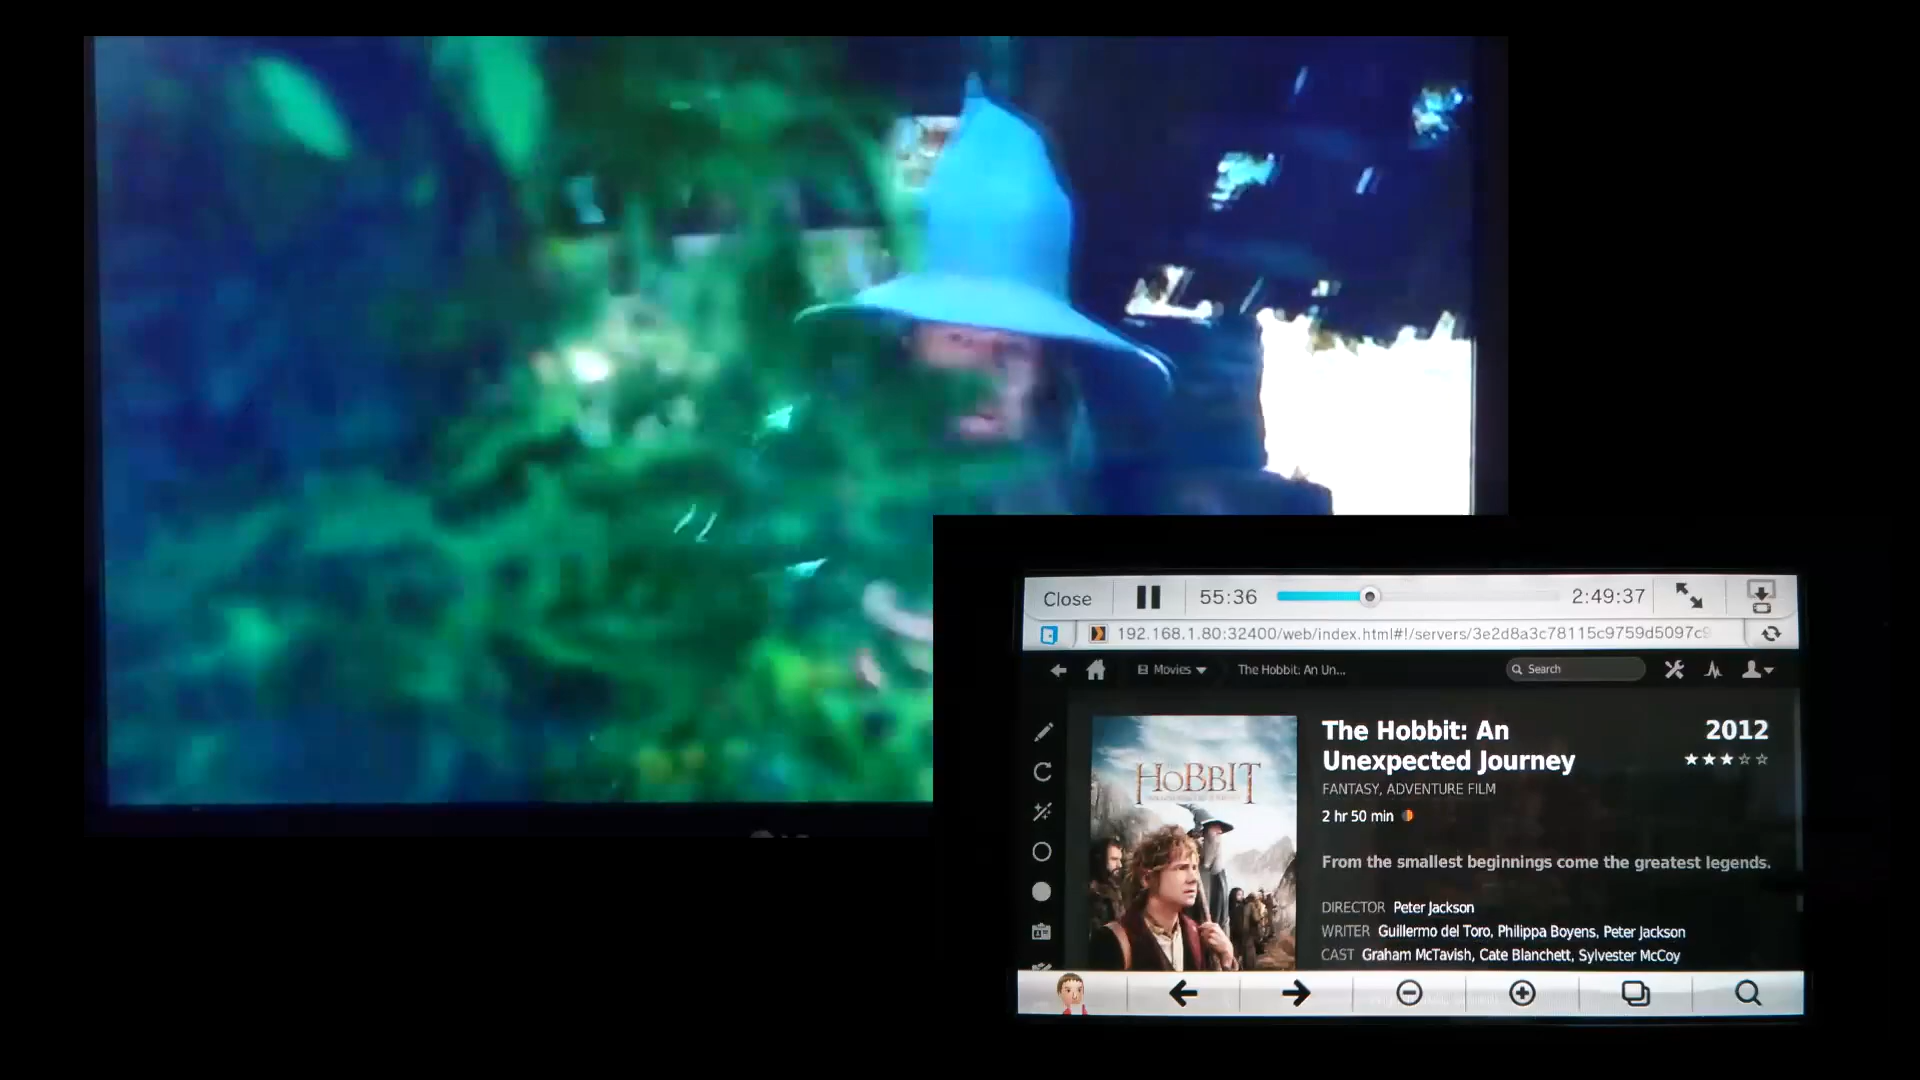 Close
55:36
2:49:37
192.168.1.80:32400/web/index.html#!/servers/3e2d8a3c78115c9759d5097c9
Movies
The Hobbit: An Un...
Search
The Hobbit: An
Unexpected Journey
2012
FANTASY, ADVENTURE FILM
2 hr 50 min
From the smallest beginnings come the greatest legends.
DIRECTOR Peter Jackson
WRITER Guillermo del Toro, Philippa Boyens, Peter Jackson
CAST Graham McTavish, Cate Blanchett, Sylvester McCoy
HOBBIT